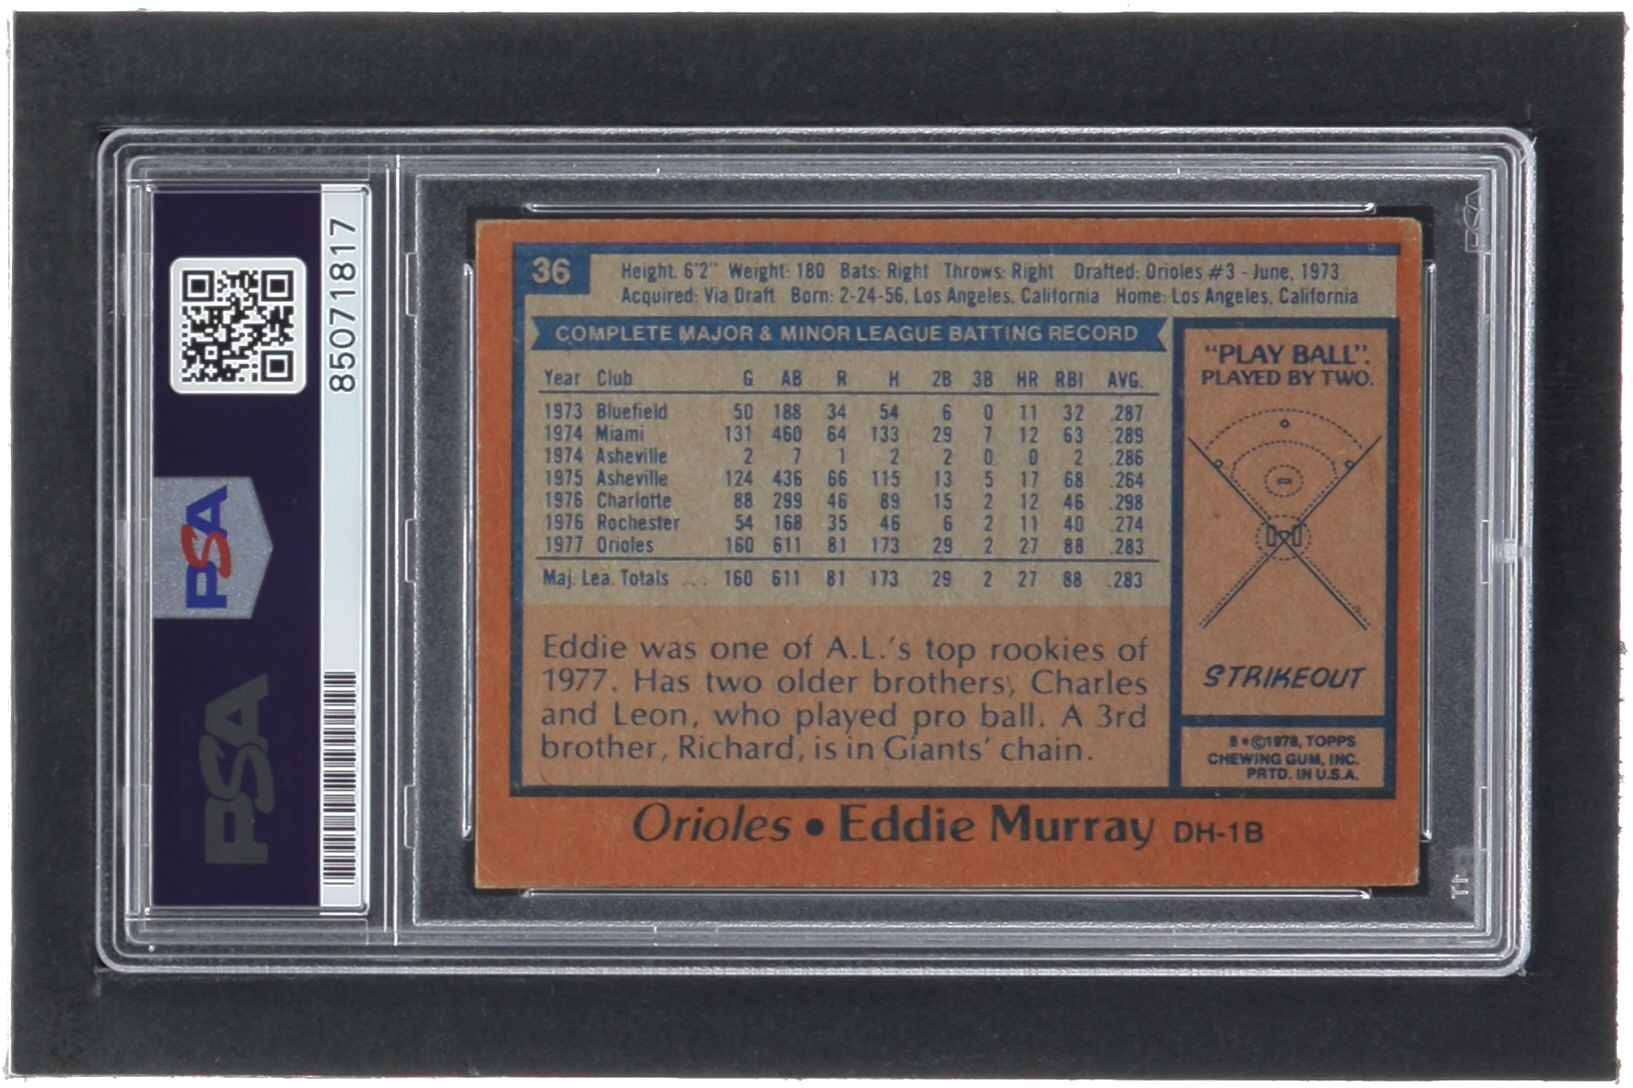 85071817
PSA
PSA
PSA
36
Height. 6'2" Weight: 180 Bats: Right Throws: Right Drafted: Orioles #3 - June, 1973
Acquired: Via Draft Born: 2-24-56, Los Angeles, California Home: Los Angeles, California
COMPLETE MAJOR & MINOR LEAGUE BATTING RECORD
Year Club G AB R H 2B 3B HR RBI AVG.
1973 Bluefield 50 188 34 54 6 0 11 32 .287
1974 Miami 131 460 64 133 29 7 12 63 .289
1974 Asheville 2 7 1 2 2 0 0 2 .286
1975 Asheville 124 436 66 115 13 5 17 68 .264
1976 Charlotte 88 299 46 89 15 2 12 46 .298
1976 Rochester 54 168 35 46 6 2 11 40 .274
1977 Orioles 160 611 81 173 29 2 27 88 .283
Maj. Lea. Totals ... 160 611 81 173 29 2 27 88 .283
Eddie was one of A.L.'s top rookies of
1977. Has two older brothers, Charles
and Leon, who played pro ball. A 3rd
brother, Richard, is in Giants' chain.
"PLAY BALL".
PLAYED BY TWO.
STRIKEOUT
B*©1978, TOPPS
CHEWING GUM, INC.
PRTD. IN U.S.A.
Orioles • Eddie Murray DH-1B